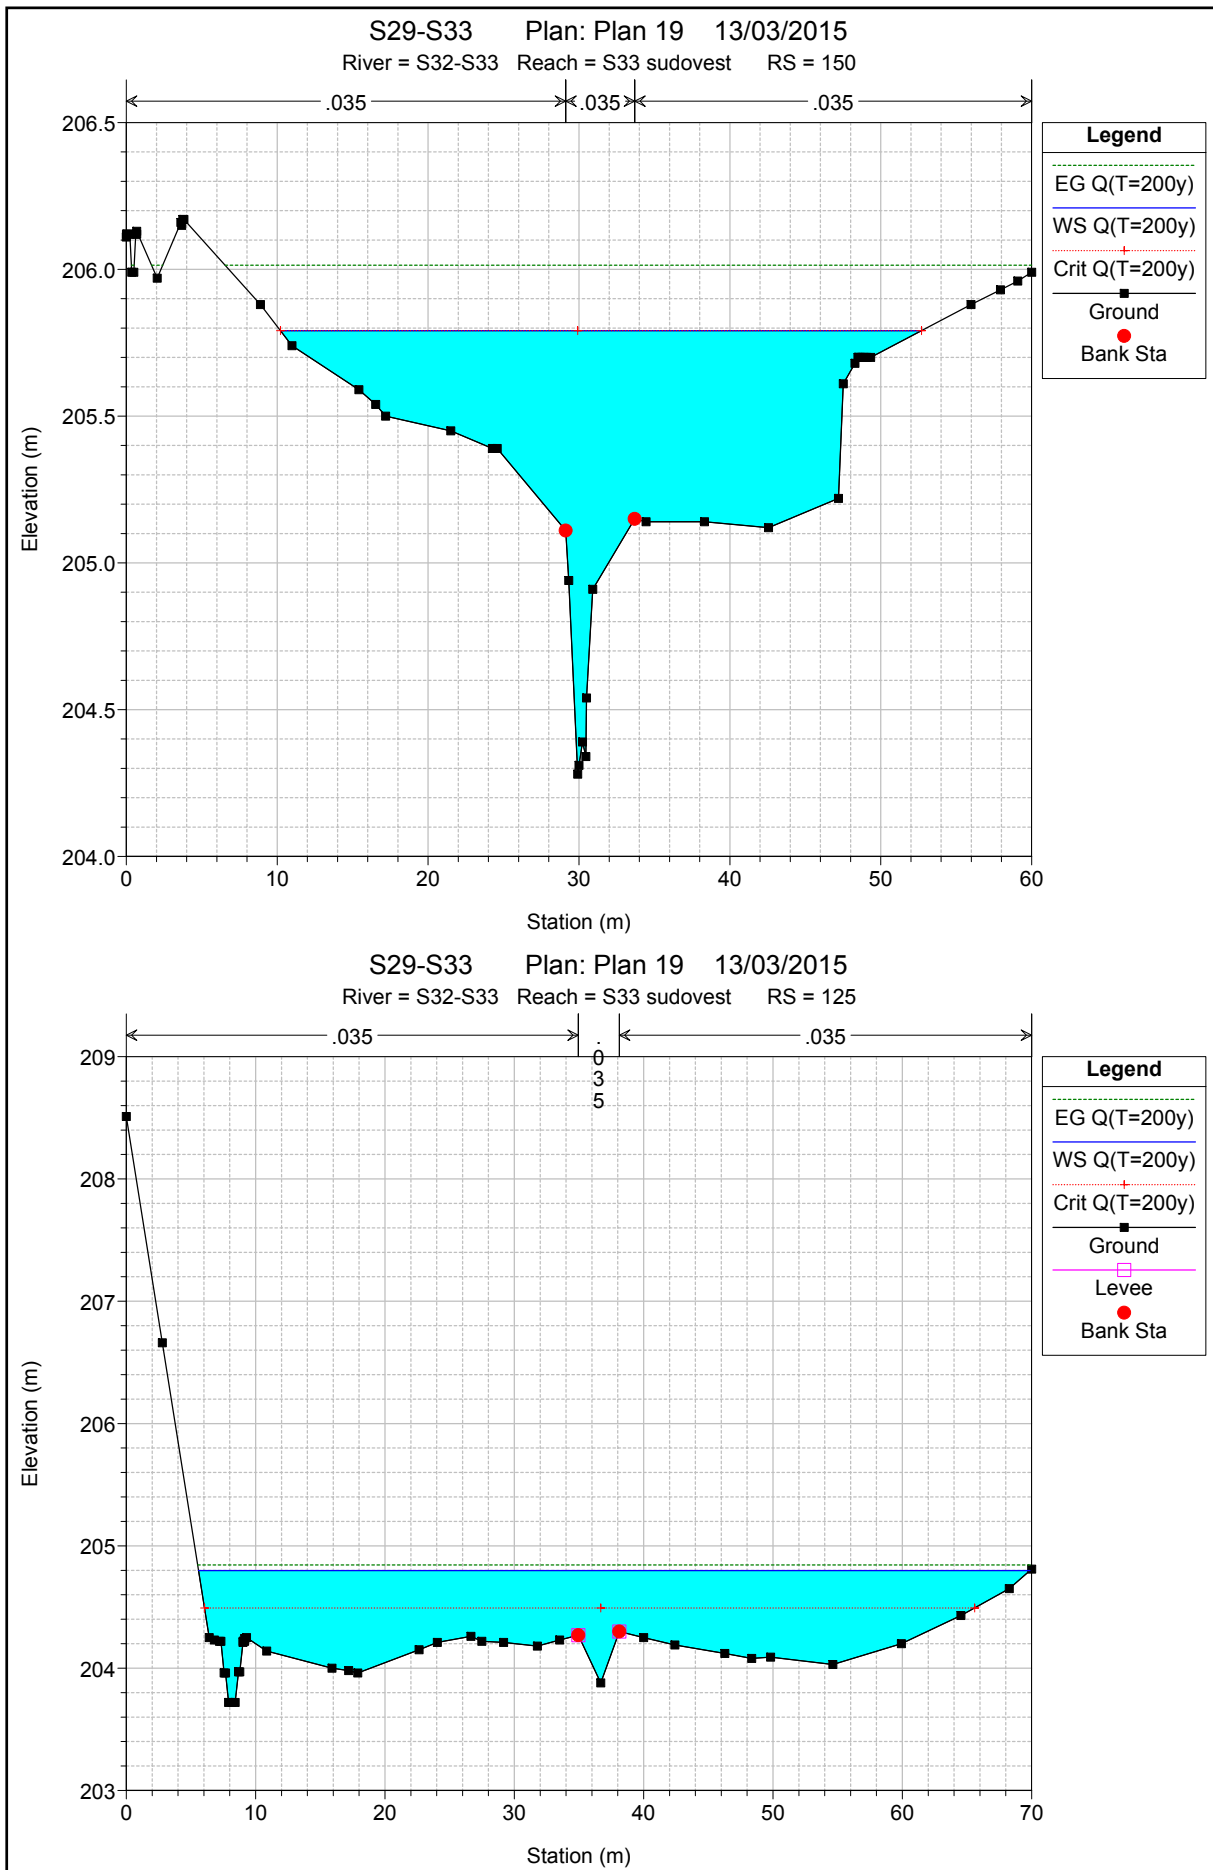 S29-S33 Plan: Plan 19 13/03/2015
River = S32-S33 Reach = S33 sudovest RS = 150
.035 .035 .035
206.5
206.0
205.5
205.0
204.5
204.0
Elevation (m)
0 10 20 30 40 50 60
Station (m)
Legend
EG Q(T=200y)
WS Q(T=200y)
Crit Q(T=200y)
Ground
Bank Sta
S29-S33 Plan: Plan 19 13/03/2015
River = S32-S33 Reach = S33 sudovest RS = 125
.035 .035 .035
209
208
207
206
205
204
203
Elevation (m)
0 10 20 30 40 50 60 70
Station (m)
Legend
EG Q(T=200y)
WS Q(T=200y)
Crit Q(T=200y)
Ground
Levee
Bank Sta